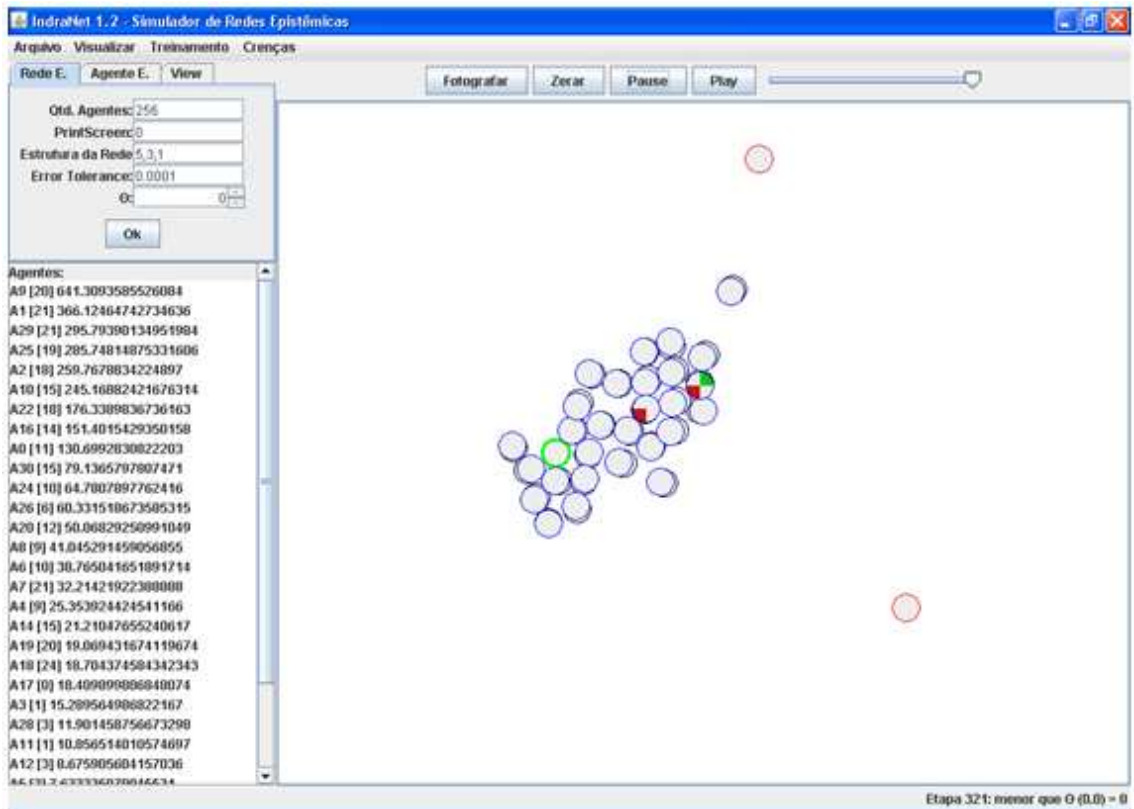 IndraNet 1.2 - Simulador de Redes Epistêmicas
Arquivo Visualizar Treinamento Crenças
Rede E. Agente E. View
Fotografar Zerar Pause Play
Qtd. Agentes: 256
PrintScreen: 0
Estrutura da Rede 5,3,1
Error Tolerance: 0.0001
Θ: 0
Ok
Agentes:
A9 [20] 641.3093585526084
A1 [21] 366.12464742734636
A29 [21] 295.79390134951984
A25 [19] 285.74814875331606
A2 [18] 259.7678834224897
A10 [15] 245.16882421676314
A22 [18] 176.3389836736163
A16 [14] 151.4015429350158
A0 [11] 130.6992830822203
A30 [15] 79.1365797807471
A24 [10] 64.7807897762416
A26 [6] 60.331518673585315
A20 [12] 50.06829250991049
A8 [9] 41.045291459056855
A6 [10] 38.765041651891714
A7 [21] 32.21421922388888
A4 [9] 25.353924424541166
A14 [15] 21.21047655240617
A19 [20] 19.069431674119674
A18 [24] 18.704374584342343
A17 [0] 18.409899886848074
A3 [1] 15.289564986822167
A28 [3] 11.901458756673298
A11 [1] 10.856514010574697
A12 [3] 8.675905604157036
Etapa 321: menor que Θ (0.0) = 0